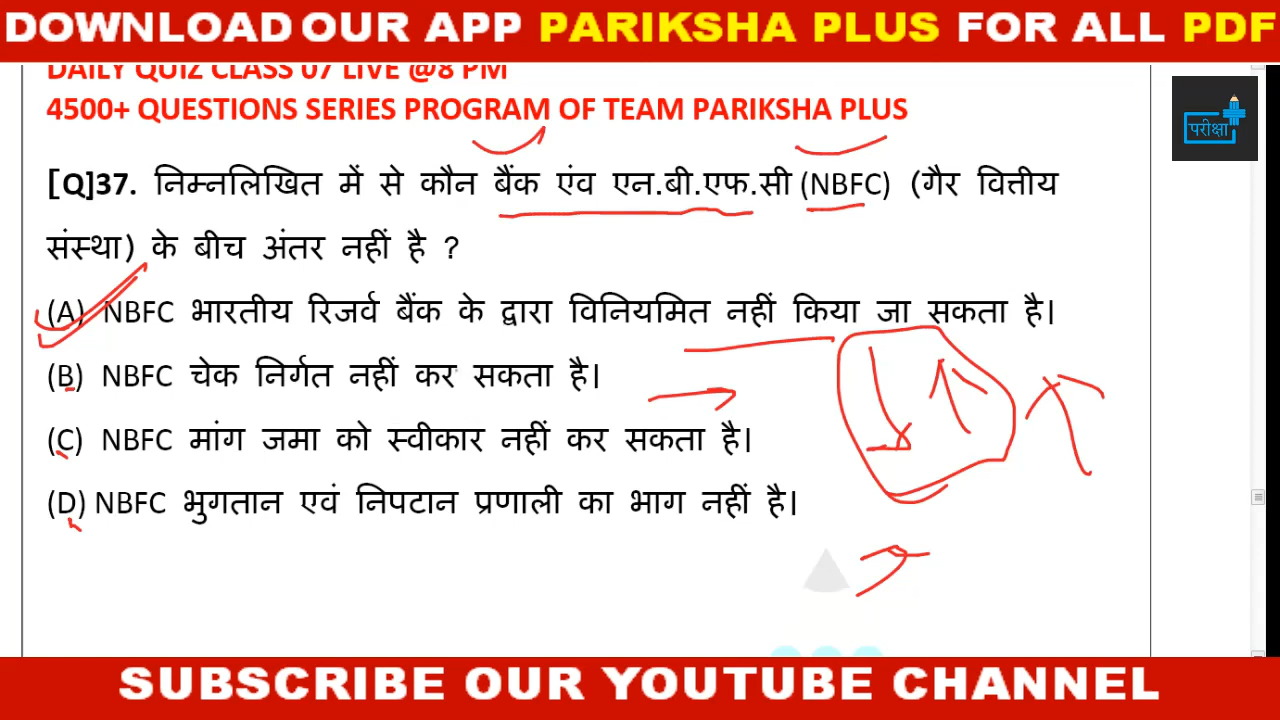 DOWNLOAD OUR APP PARIKSHA PLUS FOR ALL PDF
DAILY QUIZ CLASS 07 LIVE @8 PM
4500+ QUESTIONS SERIES PROGRAM OF TEAM PARIKSHA PLUS
परीक्षा
[Q]37. निम्नलिखित में से कौन बैंक एंव एन.बी.एफ.सी (NBFC) (गैर वित्तीय
संस्था) के बीच अंतर नहीं है ?
(A) NBFC भारतीय रिजर्व बैंक के द्वारा विनियमित नहीं किया जा सकता है।
(B) NBFC चेक निर्गत नहीं कर सकता है।
(C) NBFC मांग जमा को स्वीकार नहीं कर सकता है।
(D) NBFC भुगतान एवं निपटान प्रणाली का भाग नहीं है।
SUBSCRIBE OUR YOUTUBE CHANNEL